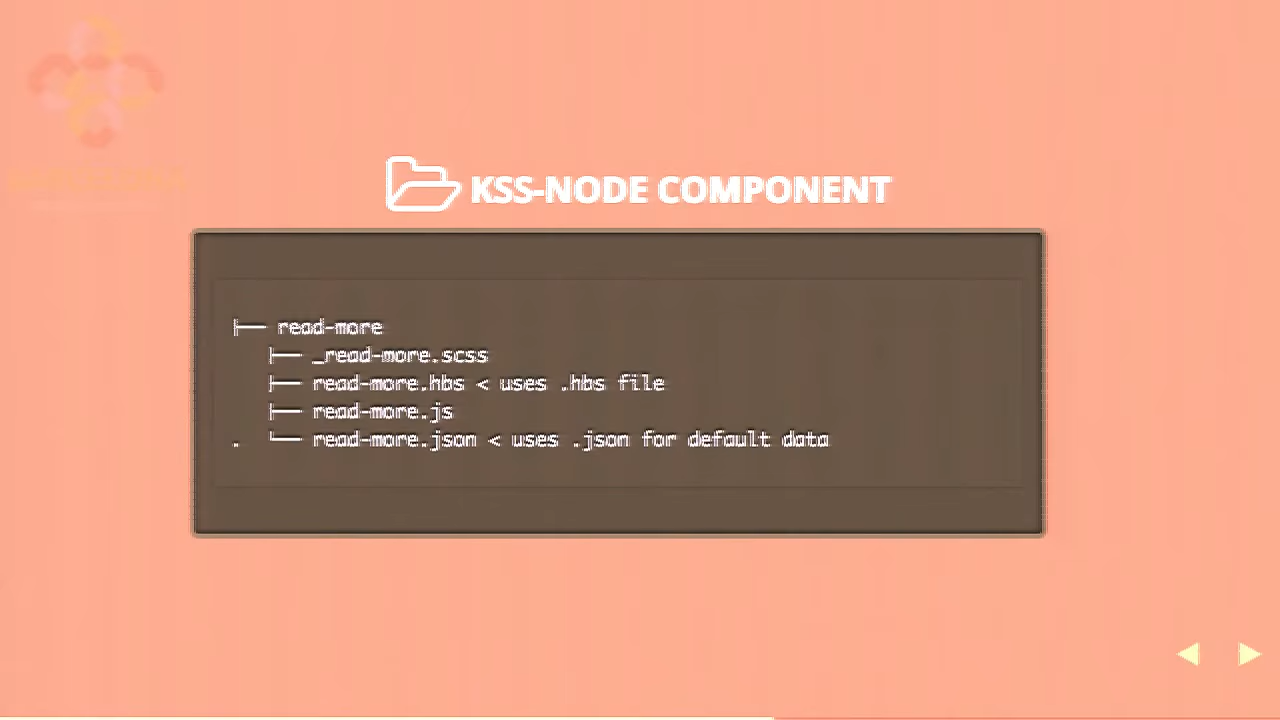 KSS-NODE COMPONENT
├── read-more
├── _read-more.scss
├── read-more.hbs < uses .hbs file
├── read-more.js
. └── read-more.json < uses .json for default data